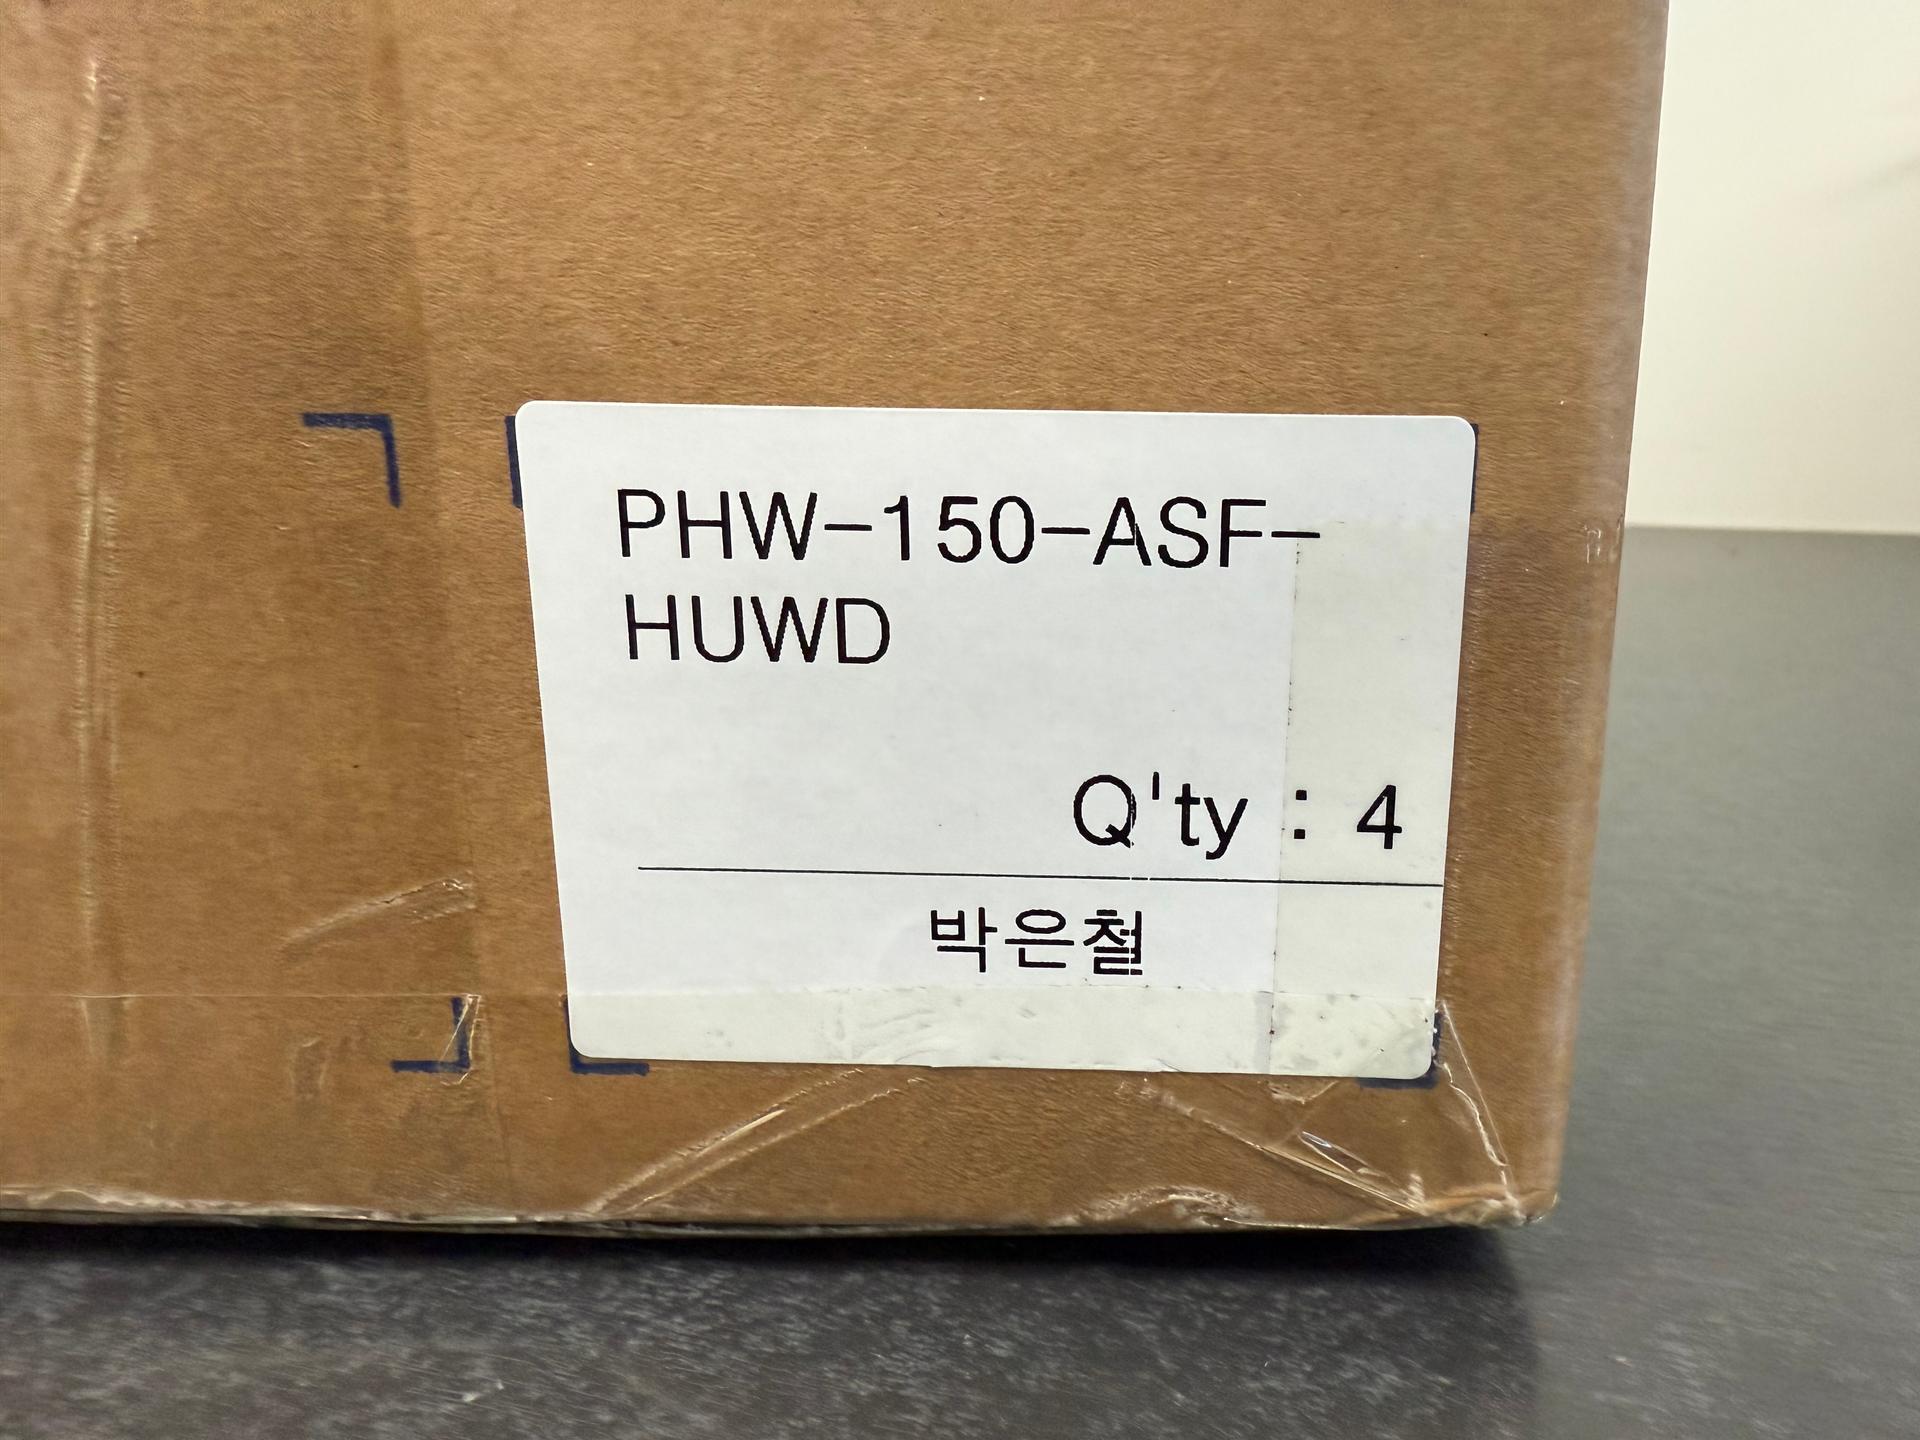 PHW-150-ASF-
HUWD
Q'ty : 4
박은철